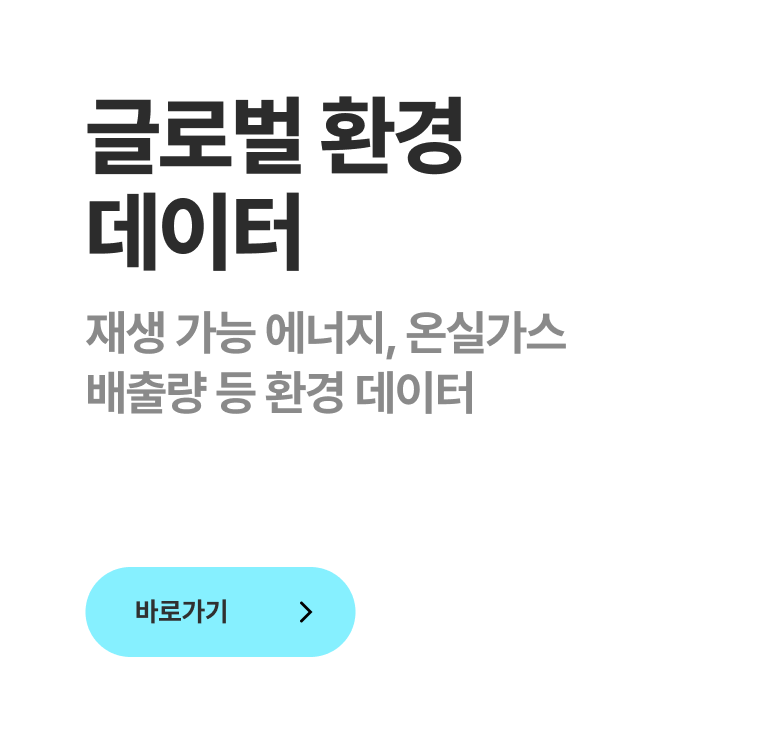 글로벌 환경
데이터
재생 가능 에너지, 온실가스
배출량 등 환경 데이터
바로가기